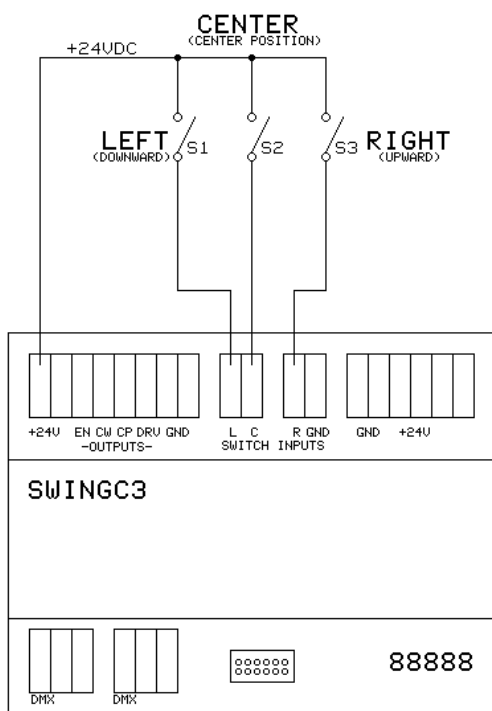 CENTER
(CENTER POSITION)
+24VDC
LEFT
(DOWNWARD)
S1
S2
S3
RIGHT
(UPWARD)
+24V EN CW CP DRV GND
-OUTPUTS-
L C R GND
SWITCH INPUTS
GND +24V
SWINGC3
DMX DMX
88888